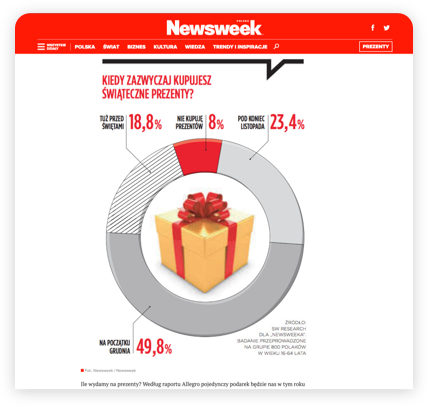 POLSKA
Newsweek
WSZYSTKIE
DZIAŁY
POLSKA ŚWIAT BIZNES KULTURA WIEDZA TRENDY I INSPIRACJE
PREZENTY
KIEDY ZAZWYCZAJ KUPUJESZ
ŚWIĄTECZNE PREZENTY?
TUŻ PRZED
ŚWIĘTAMI 18,8%
NIE KUPUJĘ
PREZENTÓW 8%
POD KONIEC
LISTOPADA 23,4%
NA POCZĄTKU
GRUDNIA 49,8%
ŹRÓDŁO:
SW RESEARCH
DLA „NEWSWEEKA".
BADANIE PRZEPROWADZONE
NA GRUPIE 800 POLAKÓW
W WIEKU 16-64 LATA
Fot.: Newsweek / Newsweek
Ile wydamy na prezenty? Według raportu Allegro pojedynczy podarek będzie nas w tym roku